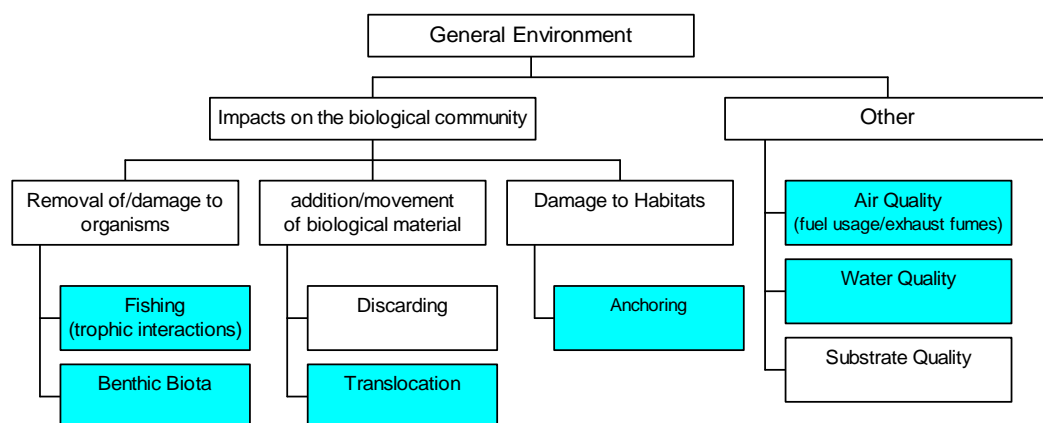 General Environment
Impacts on the biological community
Other
Removal of/damage to
organisms
addition/movement
of biological material
Damage to Habitats
Air Quality
(fuel usage/exhaust fumes)
Fishing
(trophic interactions)
Discarding
Anchoring
Water Quality
Benthic Biota
Translocation
Substrate Quality